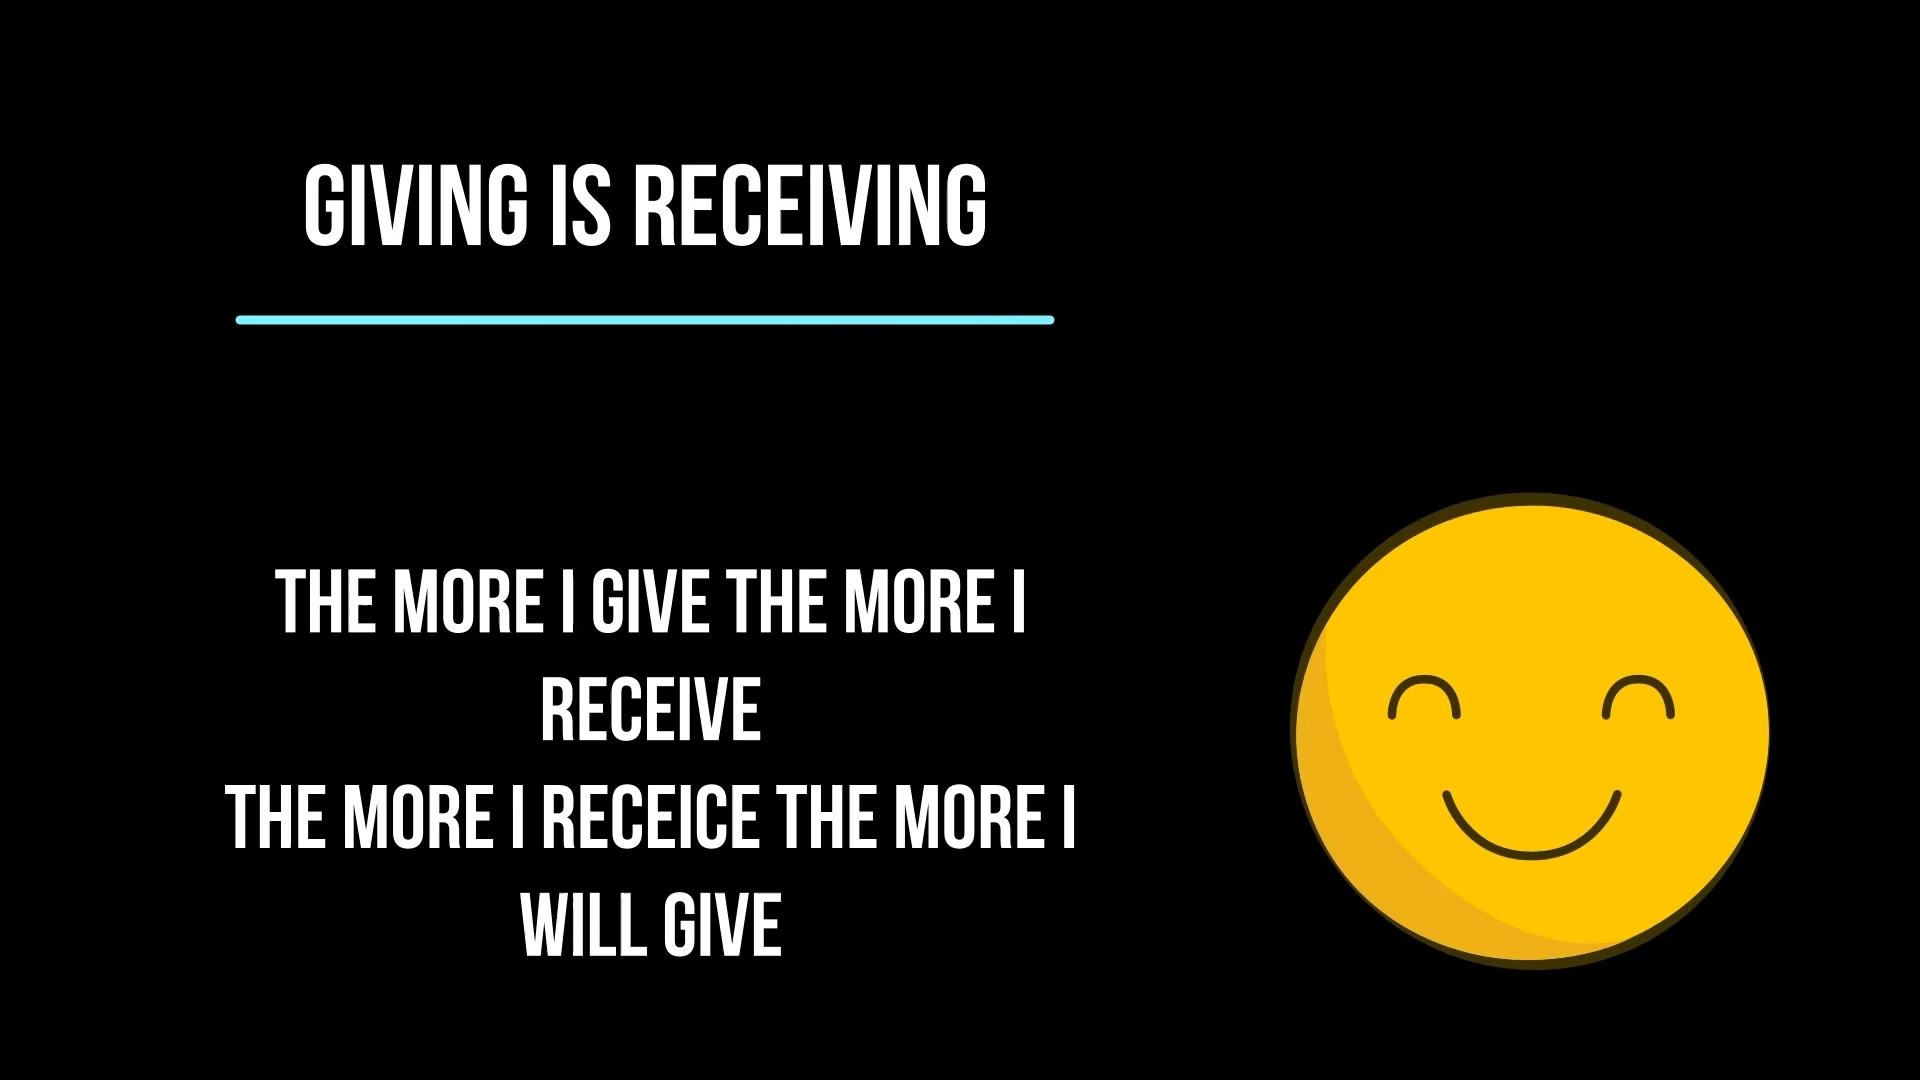 GIVING IS RECEIVING
THE MORE I GIVE THE MORE I
RECEIVE
THE MORE I RECEICE THE MORE I
WILL GIVE